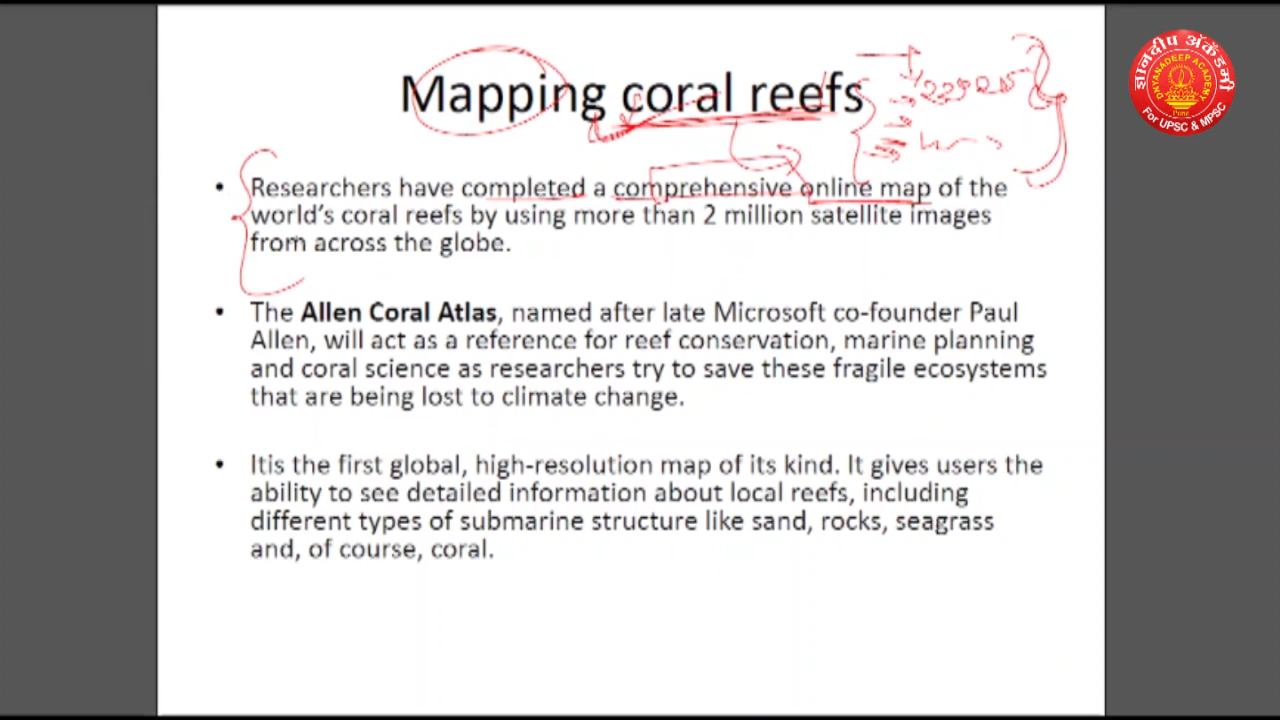 Mapping coral reefs
• Researchers have completed a comprehensive online map of the
world's coral reefs by using more than 2 million satellite images
from across the globe.
• The Allen Coral Atlas, named after late Microsoft co-founder Paul
Allen, will act as a reference for reef conservation, marine planning
and coral science as researchers try to save these fragile ecosystems
that are being lost to climate change.
• Itis the first global, high-resolution map of its kind. It gives users the
ability to see detailed information about local reefs, including
different types of submarine structure like sand, rocks, seagrass
and, of course, coral.
ज्ञानदीप अ‍ॅकॅडमी
DNYANADEEP ACADEMY
Pune
For UPSC & MPSC